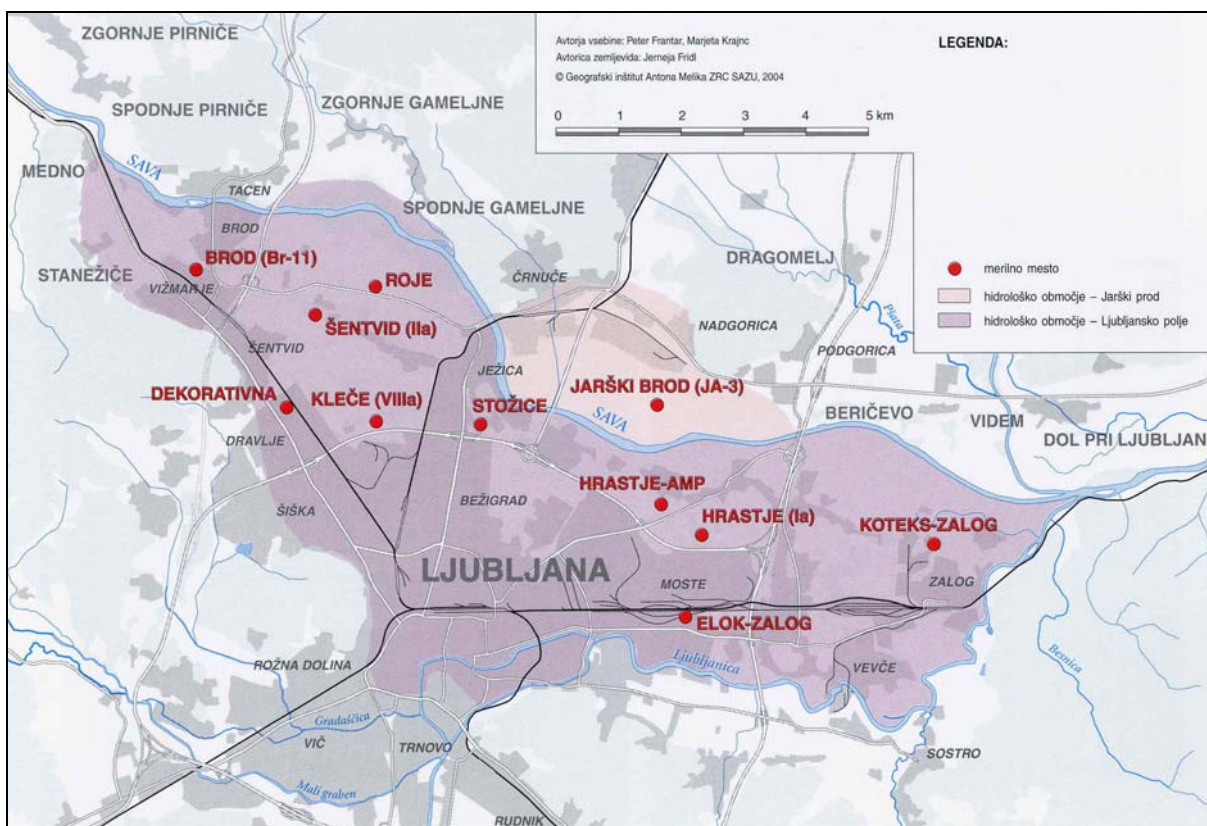 ZGORNJE PIRNIČE
SPODNJE PIRNIČE
ZGORNJE GAMELJNE
MEDNO
SAVA
TACEN
BROD
SPODNJE GAMELJNE
STANEŽIČE
VIŽMARJE
BROD (Br-11)
ROJE
ŠENTVID (IIa)
ŠENTVID
ČRNUČE
DRAGOMELJ
NADGORICA
Pšata
PODGORICA
JEŽICA
DEKORATIVNA
KLEČE (VIIIa)
STOŽICE
JARŠKI BROD (JA-3)
SAVA
BERIČEVO
VIDEM
DOL PRI LJUBLJAN
DRAVLJE
ŠIŠKA
BEŽIGRAD
HRASTJE-AMP
HRASTJE (Ia)
KOTEKS-ZALOG
LJUBLJANA
MOSTE
ZALOG
ELOK-ZALOG
ROŽNA DOLINA
Ljubljanica
VEVČE
Besnica
Gradaščica
VIČ
TRNOVO
Mali graben
SOSTRO
RUDNIK
Avtorja vsebine: Peter Frantar, Marjeta Krajnc
Avtorica zemljevida: Jerneja Fridl
© Geografski inštitut Antona Melika ZRC SAZU, 2004
0 1 2 3 4 5 km
LEGENDA:
merilno mesto
hidrološko območje – Jarški prod
hidrološko območje – Ljubljansko polje